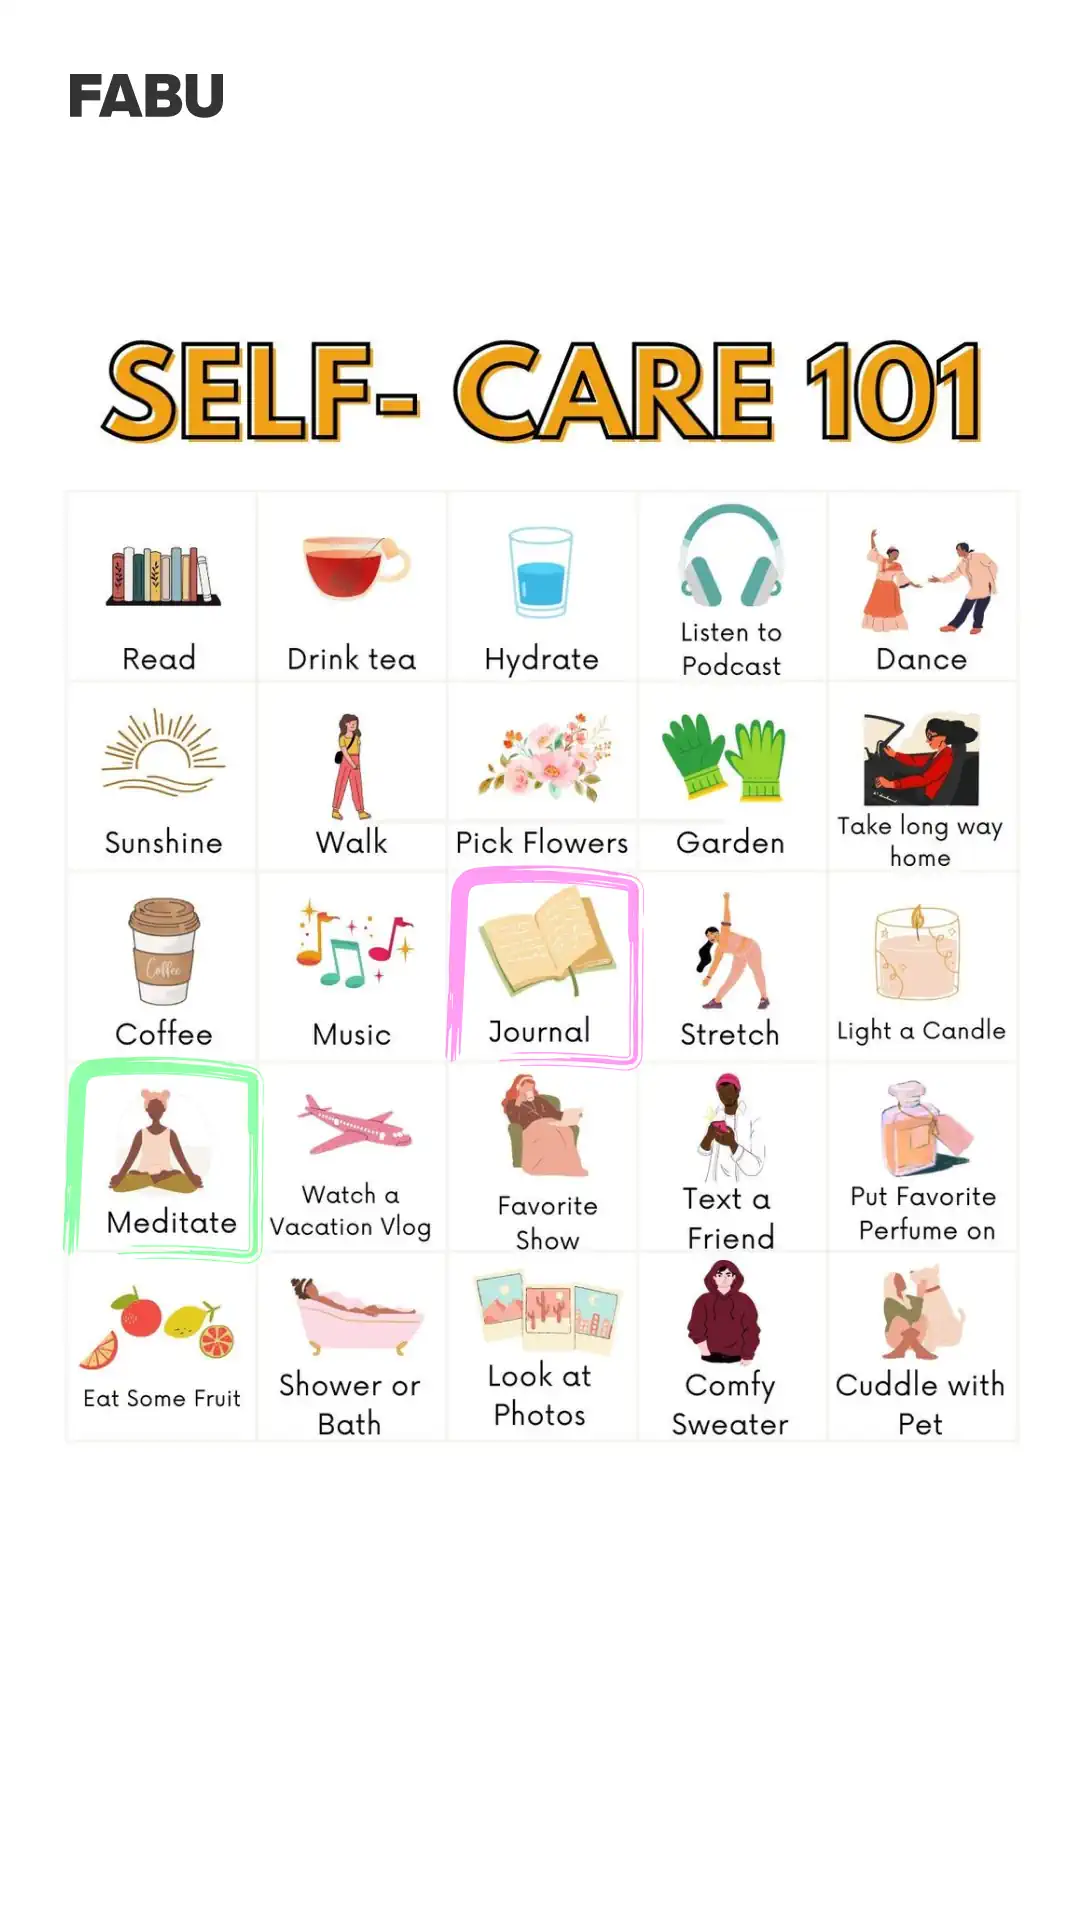 FABU
SELF- CARE 101
Read
Drink tea
Hydrate
Listen to
Podcast
Dance
Sunshine
Walk
Pick Flowers
Garden
Take long way
home
Coffee
Coffee
Music
Journal
Stretch
Light a Candle
Meditate
Watch a
Vacation Vlog
Favorite
Show
Text a
Friend
Put Favorite
Perfume on
Eat Some Fruit
Shower or
Bath
Look at
Photos
Comfy
Sweater
Cuddle with
Pet